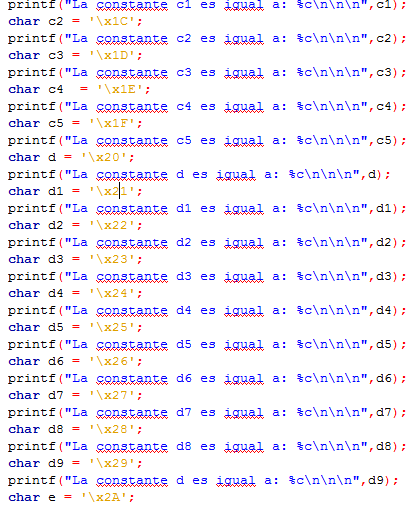 printf("La constante c1 es igual a: %c\n\n\n",c1);
char c2 = '\x1C';
printf("La constante c2 es igual a: %c\n\n\n",c2);
char c3 = '\x1D';
printf("La constante c3 es igual a: %c\n\n\n",c3);
char c4  = '\x1E';
printf("La constante c4 es igual a: %c\n\n\n",c4);
char c5 = '\x1F';
printf("La constante c5 es igual a: %c\n\n\n",c5);
char d = '\x20';
printf("La constante d es igual a: %c\n\n\n",d);
char d1 = '\x21';
printf("La constante d1 es igual a: %c\n\n\n",d1);
char d2 = '\x22';
printf("La constante d2 es igual a: %c\n\n\n",d2);
char d3 = '\x23';
printf("La constante d3 es igual a: %c\n\n\n",d3);
char d4 = '\x24';
printf("La constante d4 es igual a: %c\n\n\n",d4);
char d5 = '\x25';
printf("La constante d5 es igual a: %c\n\n\n",d5);
char d6 = '\x26';
printf("La constante d6 es igual a: %c\n\n\n",d6);
char d7 = '\x27';
printf("La constante d7 es igual a: %c\n\n\n",d7);
char d8 = '\x28';
printf("La constante d8 es igual a: %c\n\n\n",d8);
char d9 = '\x29';
printf("La constante d es igual a: %c\n\n\n",d9);
char e = '\x2A';